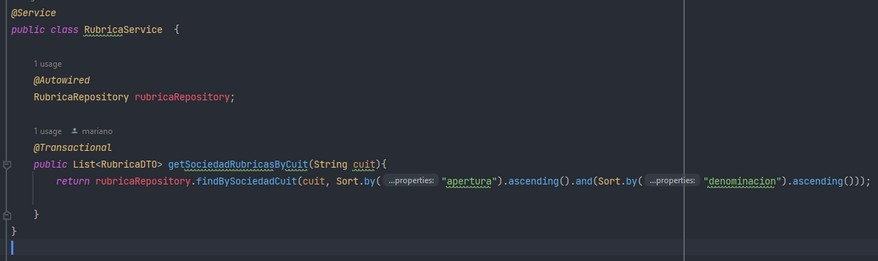 @Service
public class RubricaService {
1 usage
@Autowired
RubricaRepository rubricaRepository;
1 usage mariano
@Transactional
public List<RubricaDTO> getSociedadRubricasByCuit(String cuit){
return rubricaRepository.findBySociedadCuit(cuit, Sort.by( ...properties: "apertura").ascending().and(Sort.by( ...properties: "denominacion").ascending()));
}
}